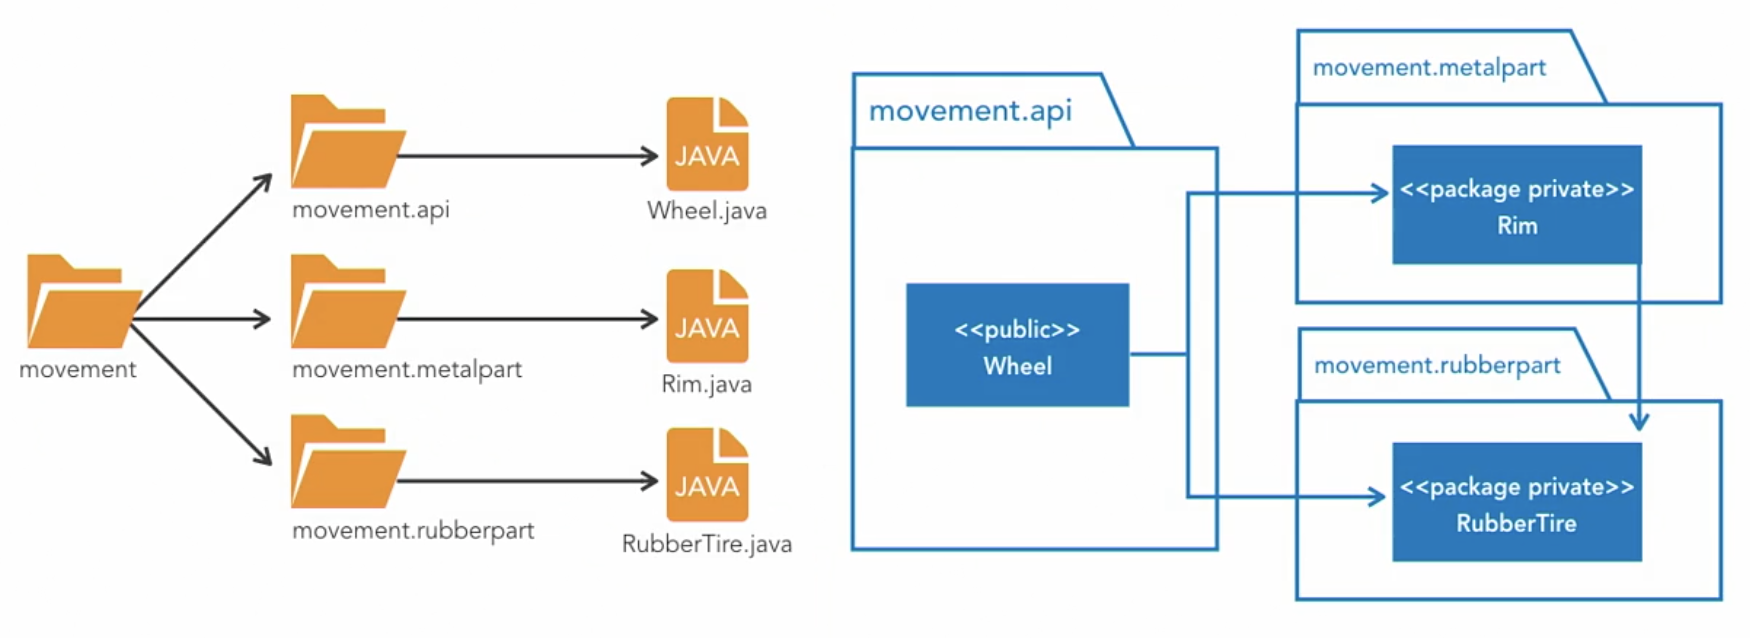 movement
movement.api
movement.metalpart
movement.rubberpart
JAVA
Wheel.java
JAVA
Rim.java
JAVA
RubberTire.java
movement.api
<<public>>
Wheel
movement.metalpart
<<package private>>
Rim
movement.rubberpart
<<package private>>
RubberTire